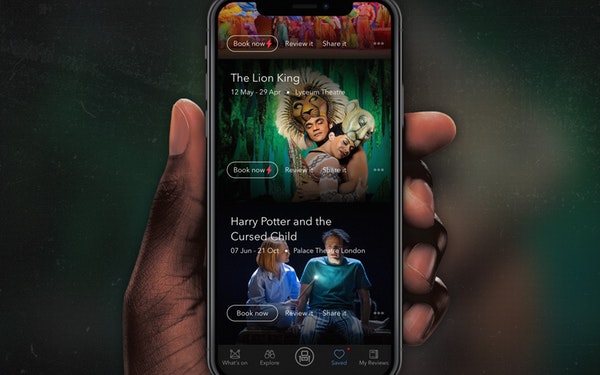 Book now Review it Share it
The Lion King
12 May - 29 Apr • Lyceum Theatre
Book now Review it Share it
Harry Potter and the
Cursed Child
07 Jun - 21 Oct • Palace Theatre London
Book now Review it Share it
What's on Explore Saved My Reviews